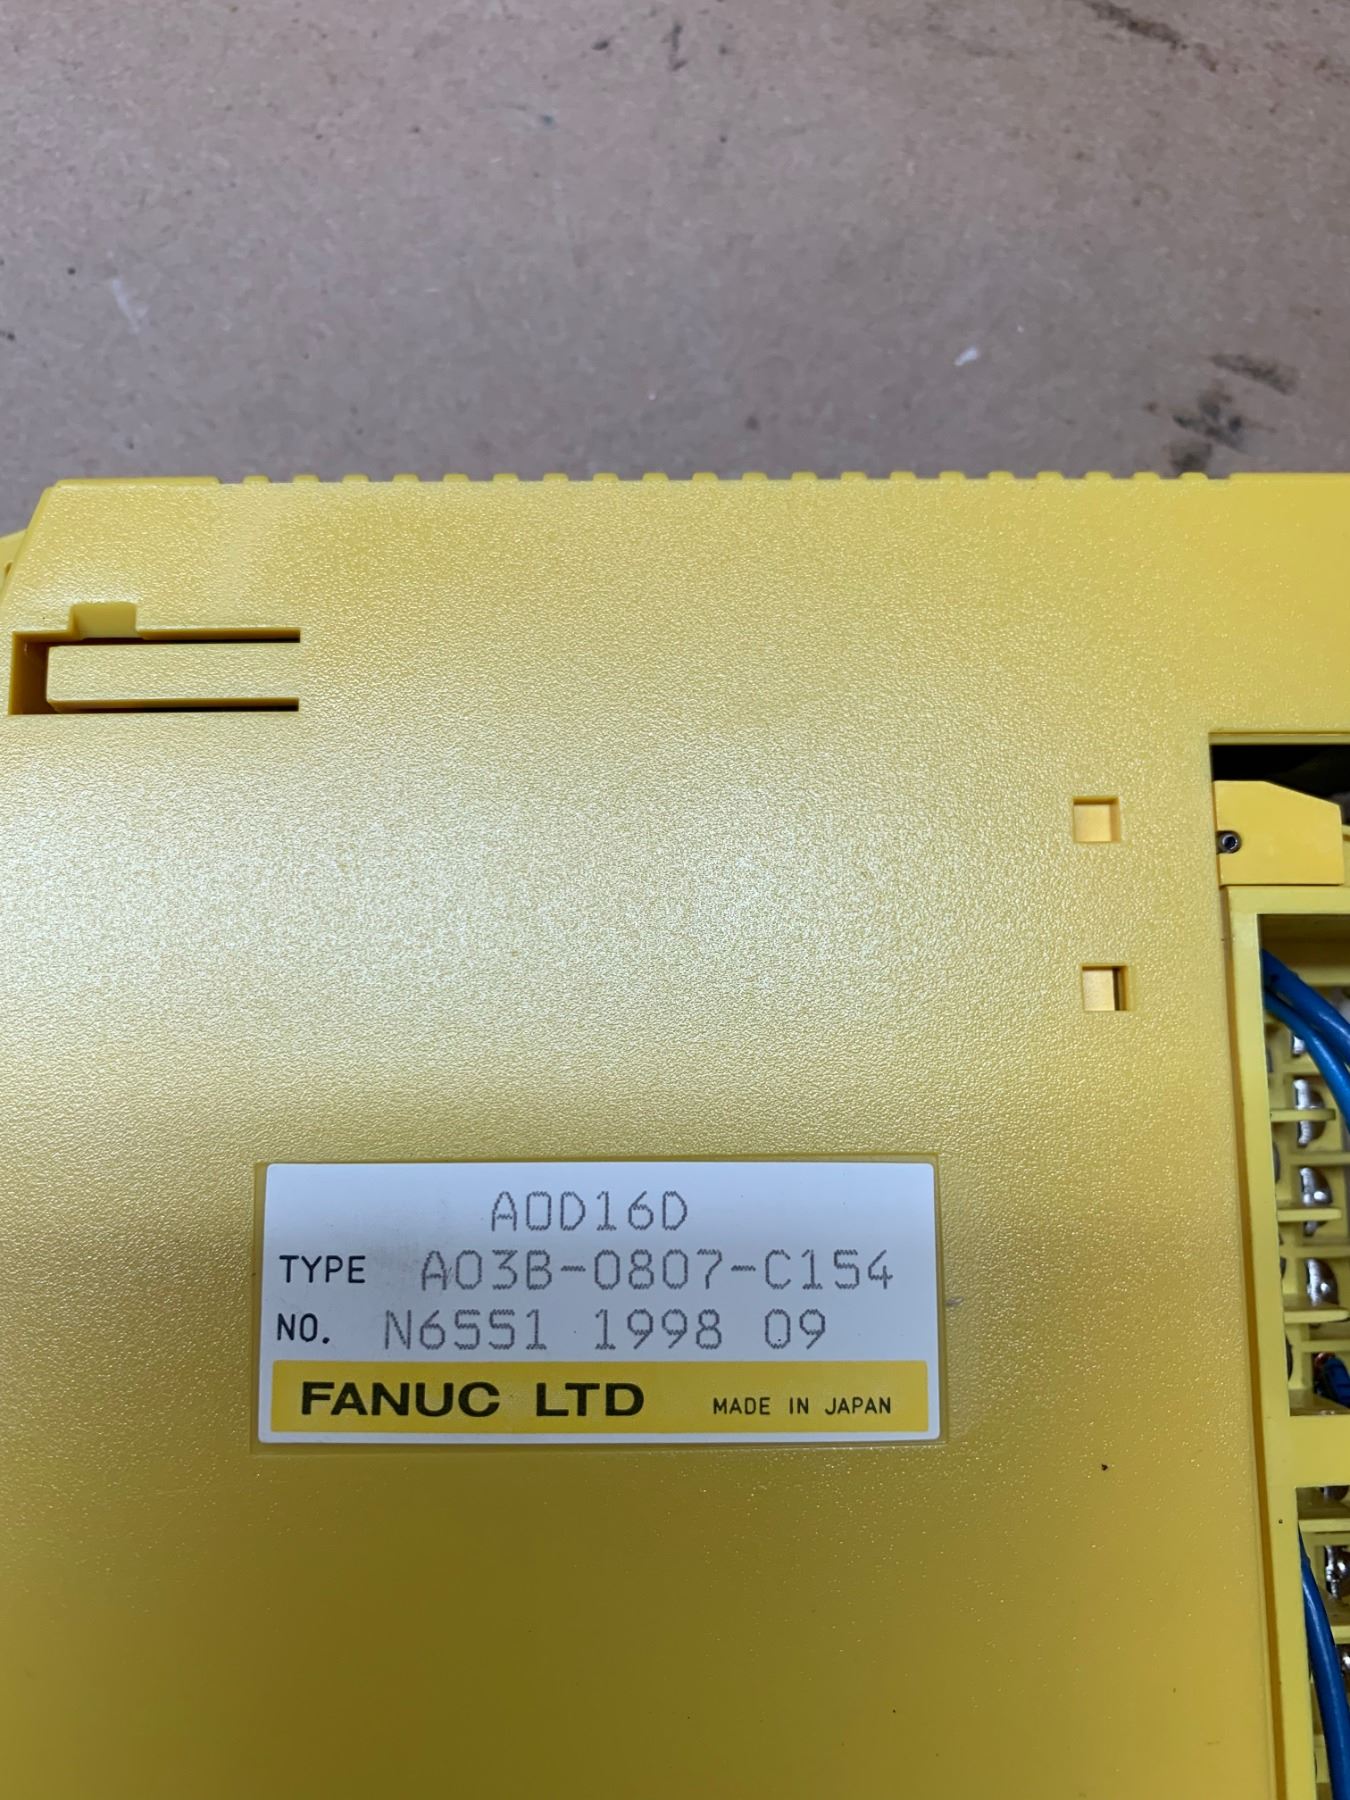 AOD16D
TYPE A03B-0807-C154
NO. N6551 1998 09
FANUC LTD MADE IN JAPAN